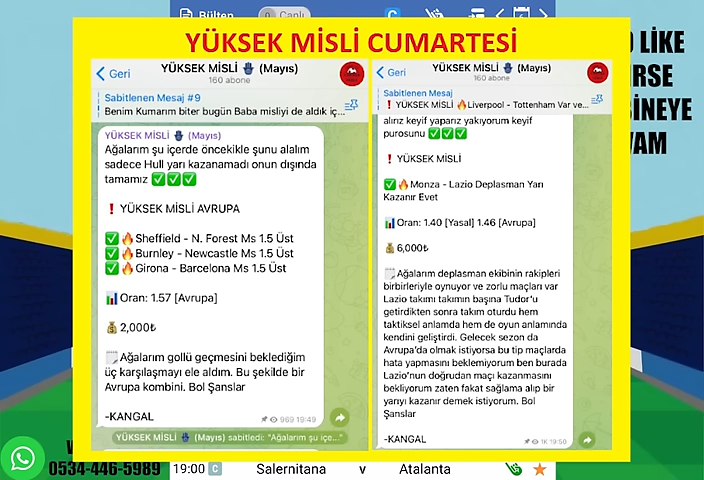 Bülten
Canlı
YÜKSEK MİSLİ CUMARTESİ
Geri
YÜKSEK MİSLİ (Mayıs)
160 abone
Sabitlenen Mesaj #9
Benim Kumarım biter bugün Baba misliyi de aldık iç...
YÜKSEK MİSLİ (Mayıs)
Ağalarım şu içerde öncekikle şunu alalım
sadece Hull yarı kazanamadı onun dışında
tamamız ✅✅✅
❗ YÜKSEK MİSLİ AVRUPA
✅🔥Sheffield - N. Forest Ms 1.5 Üst
✅🔥Burnley - Newcastle Ms 1.5 Üst
✅🔥Girona - Barcelona Ms 1.5 Üst
📊Oran: 1.57 [Avrupa]
💰2,000₺
🗒Ağalarım gollü geçmesini beklediğim
üç karşılaşmayı ele aldım. Bu şekilde bir
Avrupa kombini. Bol Şanslar
-KANGAL
969 19:49
YÜKSEK MİSLİ (Mayıs) sabitledi: "Ağalarım şu içe..."
Geri
YÜKSEK MİSLİ (Mayıs)
160 abone
Sabitlenen Mesaj
❗ YÜKSEK MİSLİ 🔥Liverpool - Tottenham Var ve...
alırız keyif yaparız yakıyorum keyif
purosunu ✅✅✅
❗ YÜKSEK MİSLİ
✅🔥Monza - Lazio Deplasman Yarı
Kazanır Evet
📊Oran: 1.40 [Yasal] 1.46 [Avrupa]
💰6,000₺
🗒Ağalarım deplasman ekibinin rakipleri
birbirleriyle oynuyor ve zorlu maçları var
Lazio takımı takımın başına Tudor'u
getirdikten sonra takım oturdu hem
taktiksel anlamda hem de oyun anlamında
kendini geliştirdi. Gelecek sezon da
Avrupa'da olmak istiyorsa bu tip maçlarda
hata yapmasını beklemiyorum ben burada
Lazio'nun doğrudan maçı kazanmasını
bekliyorum zaten fakat sağlama alıp bir
yarıyı kazanır demek istiyorum. Bol
Şanslar
-KANGAL
1K 19:50
LİKE
0534-446-5989
19:00 C Salernitana v Atalanta